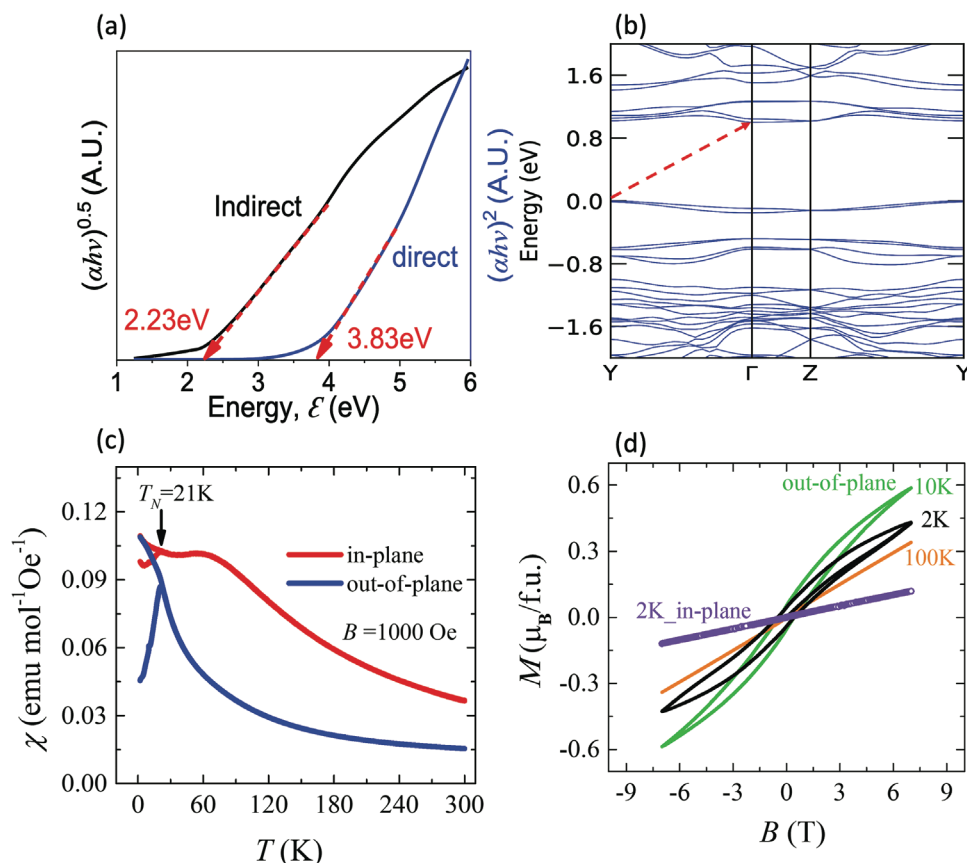 (a)
(αhν)^0.5 (A.U.)
Indirect
direct
2.23eV
3.83eV
1 2 3 4 5 6
Energy, ℰ (eV)
(αhν)^2 (A.U.)
(b)
Energy (eV)
1.6
0.8
0.0
−0.8
−1.6
Y Γ Z Y
(c)
T_N=21K
in-plane
out-of-plane
B =1000 Oe
χ (emu mol^-1Oe^-1)
0.12
0.09
0.06
0.03
0.00
0 60 120 180 240 300
T (K)
(d)
out-of-plane
10K
2K
100K
2K_in-plane
M (μ_B/f.u.)
0.6
0.3
0.0
-0.3
-0.6
-9 -6 -3 0 3 6 9
B (T)